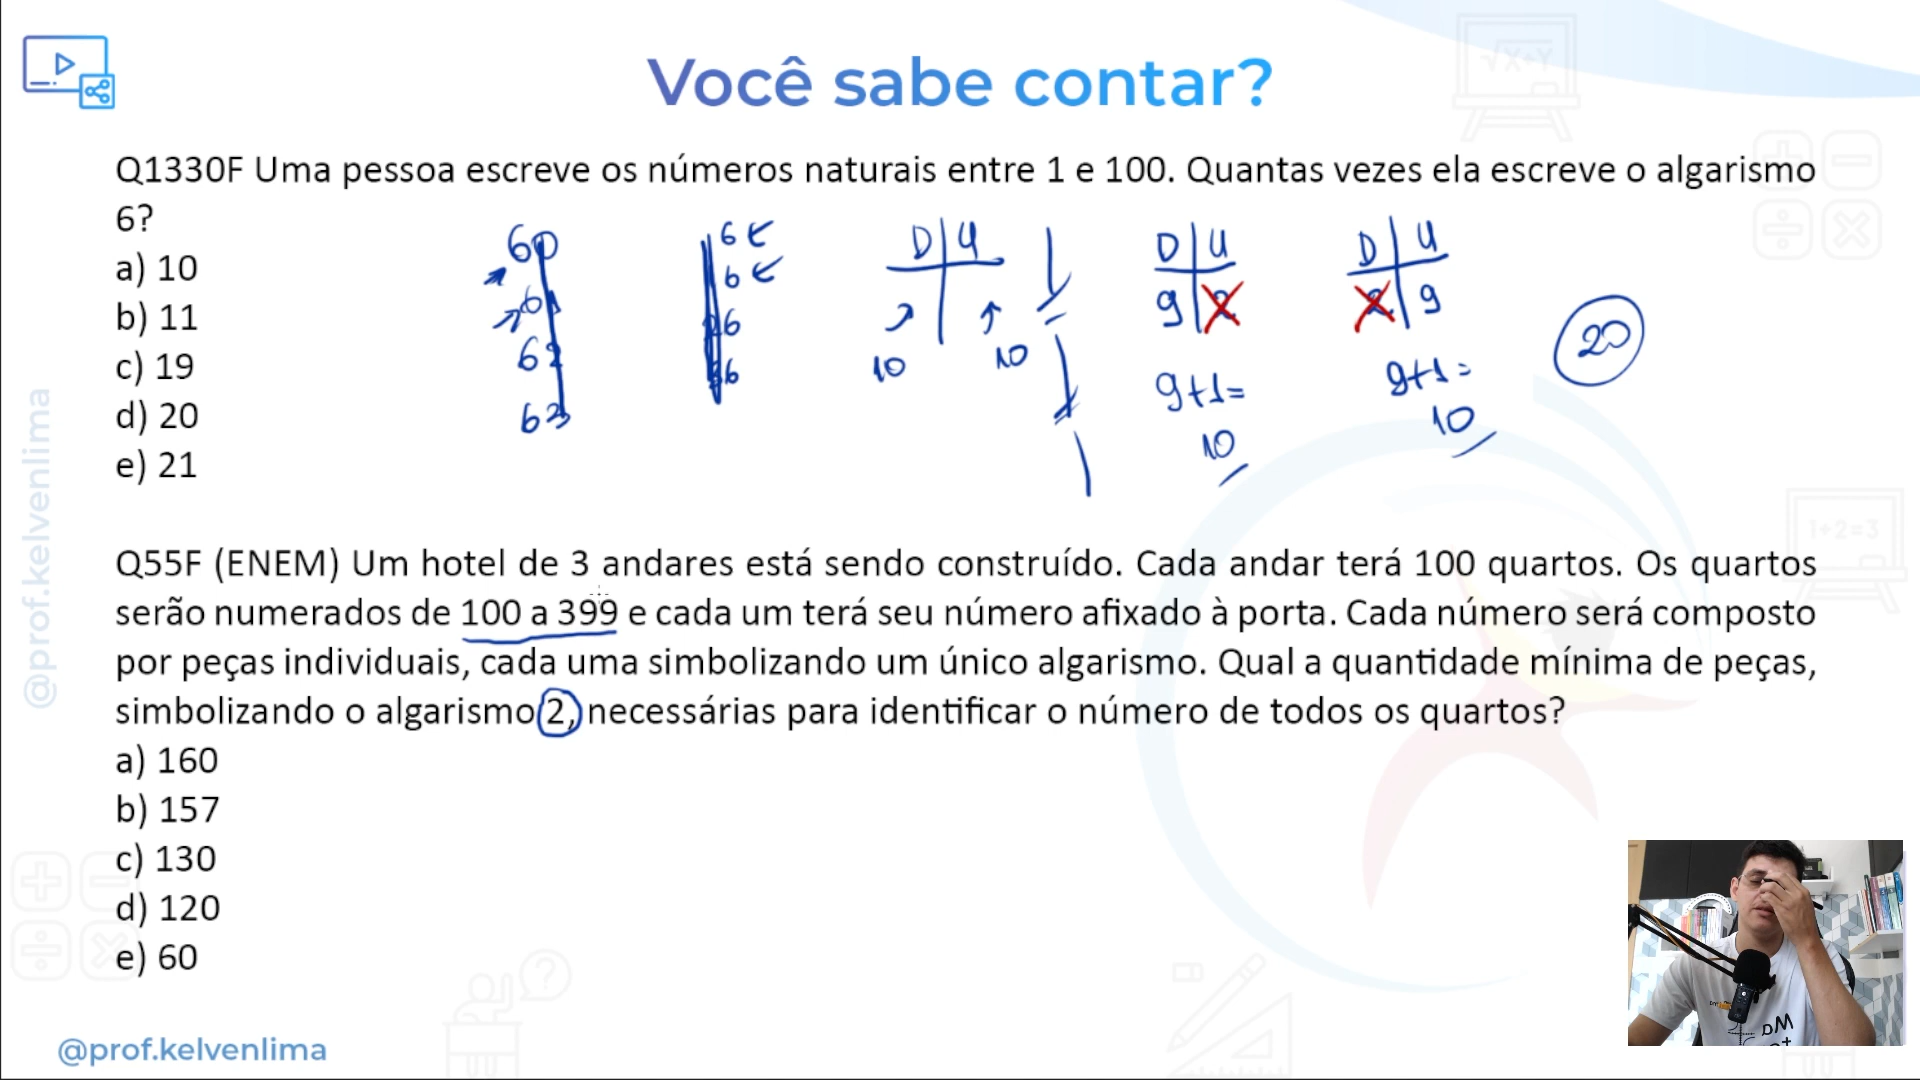 Você sabe contar?
Q1330F Uma pessoa escreve os números naturais entre 1 e 100. Quantas vezes ela escreve o algarismo
6?
a) 10
b) 11
c) 19
d) 20
e) 21
60
61
62
63
6
6
26
36
D U
10 10
D U
9
9+1=
10
D U
9
9+1=
10
20
Q55F (ENEM) Um hotel de 3 andares está sendo construído. Cada andar terá 100 quartos. Os quartos
serão numerados de 100 a 399 e cada um terá seu número afixado à porta. Cada número será composto
por peças individuais, cada uma simbolizando um único algarismo. Qual a quantidade mínima de peças,
simbolizando o algarismo 2, necessárias para identificar o número de todos os quartos?
a) 160
b) 157
c) 130
d) 120
e) 60
@prof.kelvenlima
@prof.kelvenlima
√x+y
1+2=3